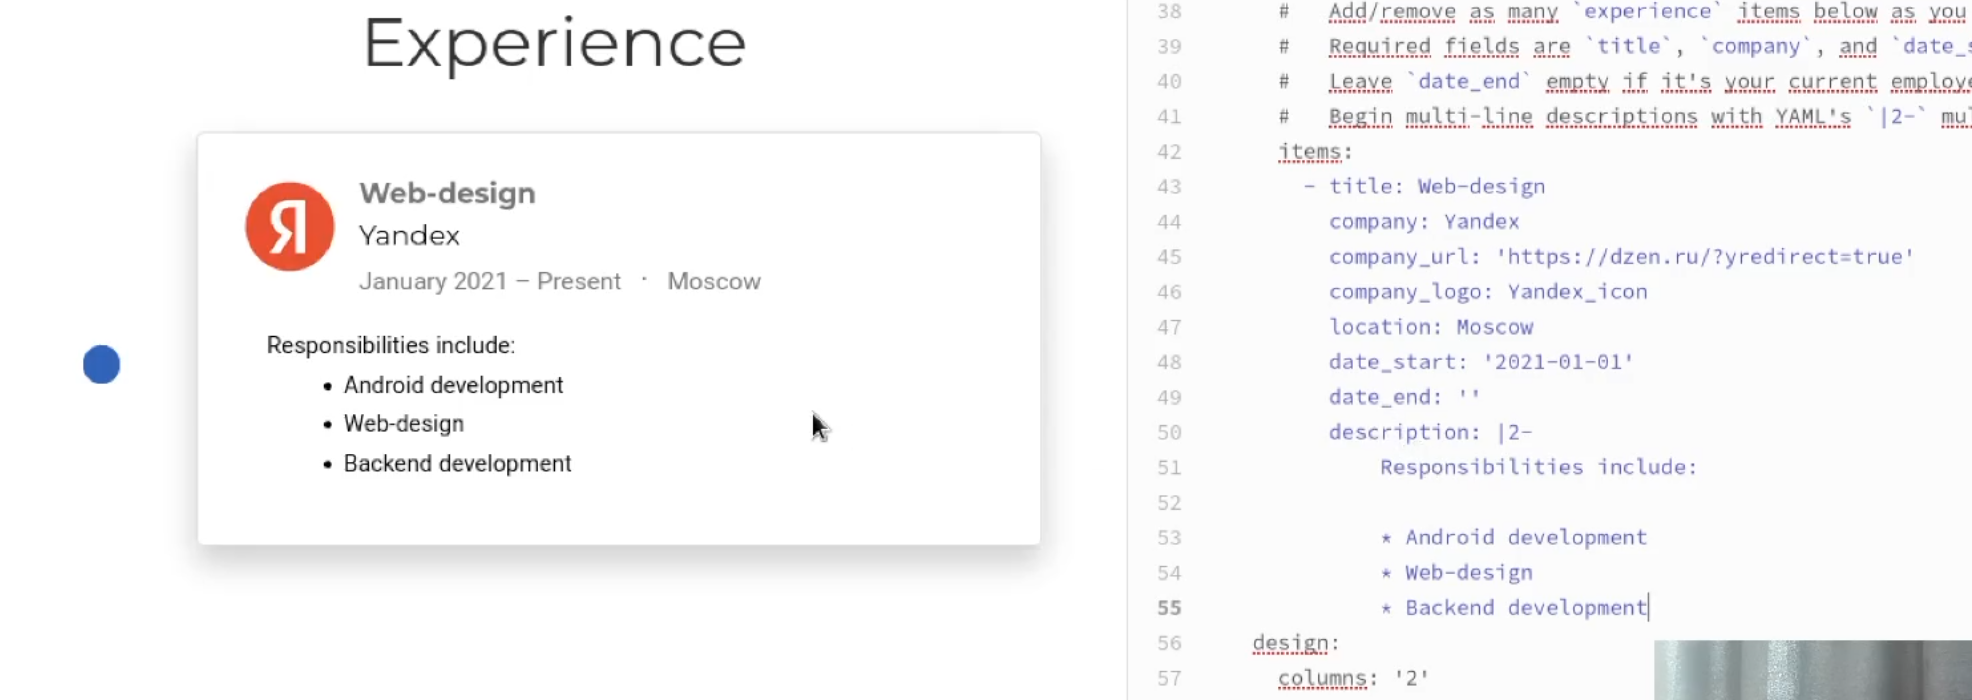 Experience
Я
Web-design
Yandex
January 2021 – Present · Moscow
Responsibilities include:
• Android development
• Web-design
• Backend development
38 # Add/remove as many `experience` items below as you
39 # Required fields are `title`, `company`, and `date_s
40 # Leave `date_end` empty if it's your current employe
41 # Begin multi-line descriptions with YAML's `|2-` mul
42 items:
43 - title: Web-design
44 company: Yandex
45 company_url: 'https://dzen.ru/?yredirect=true'
46 company_logo: Yandex_icon
47 location: Moscow
48 date_start: '2021-01-01'
49 date_end: ''
50 description: |2-
51 Responsibilities include:
52
53 * Android development
54 * Web-design
55 * Backend development
56 design:
57 columns: '2'